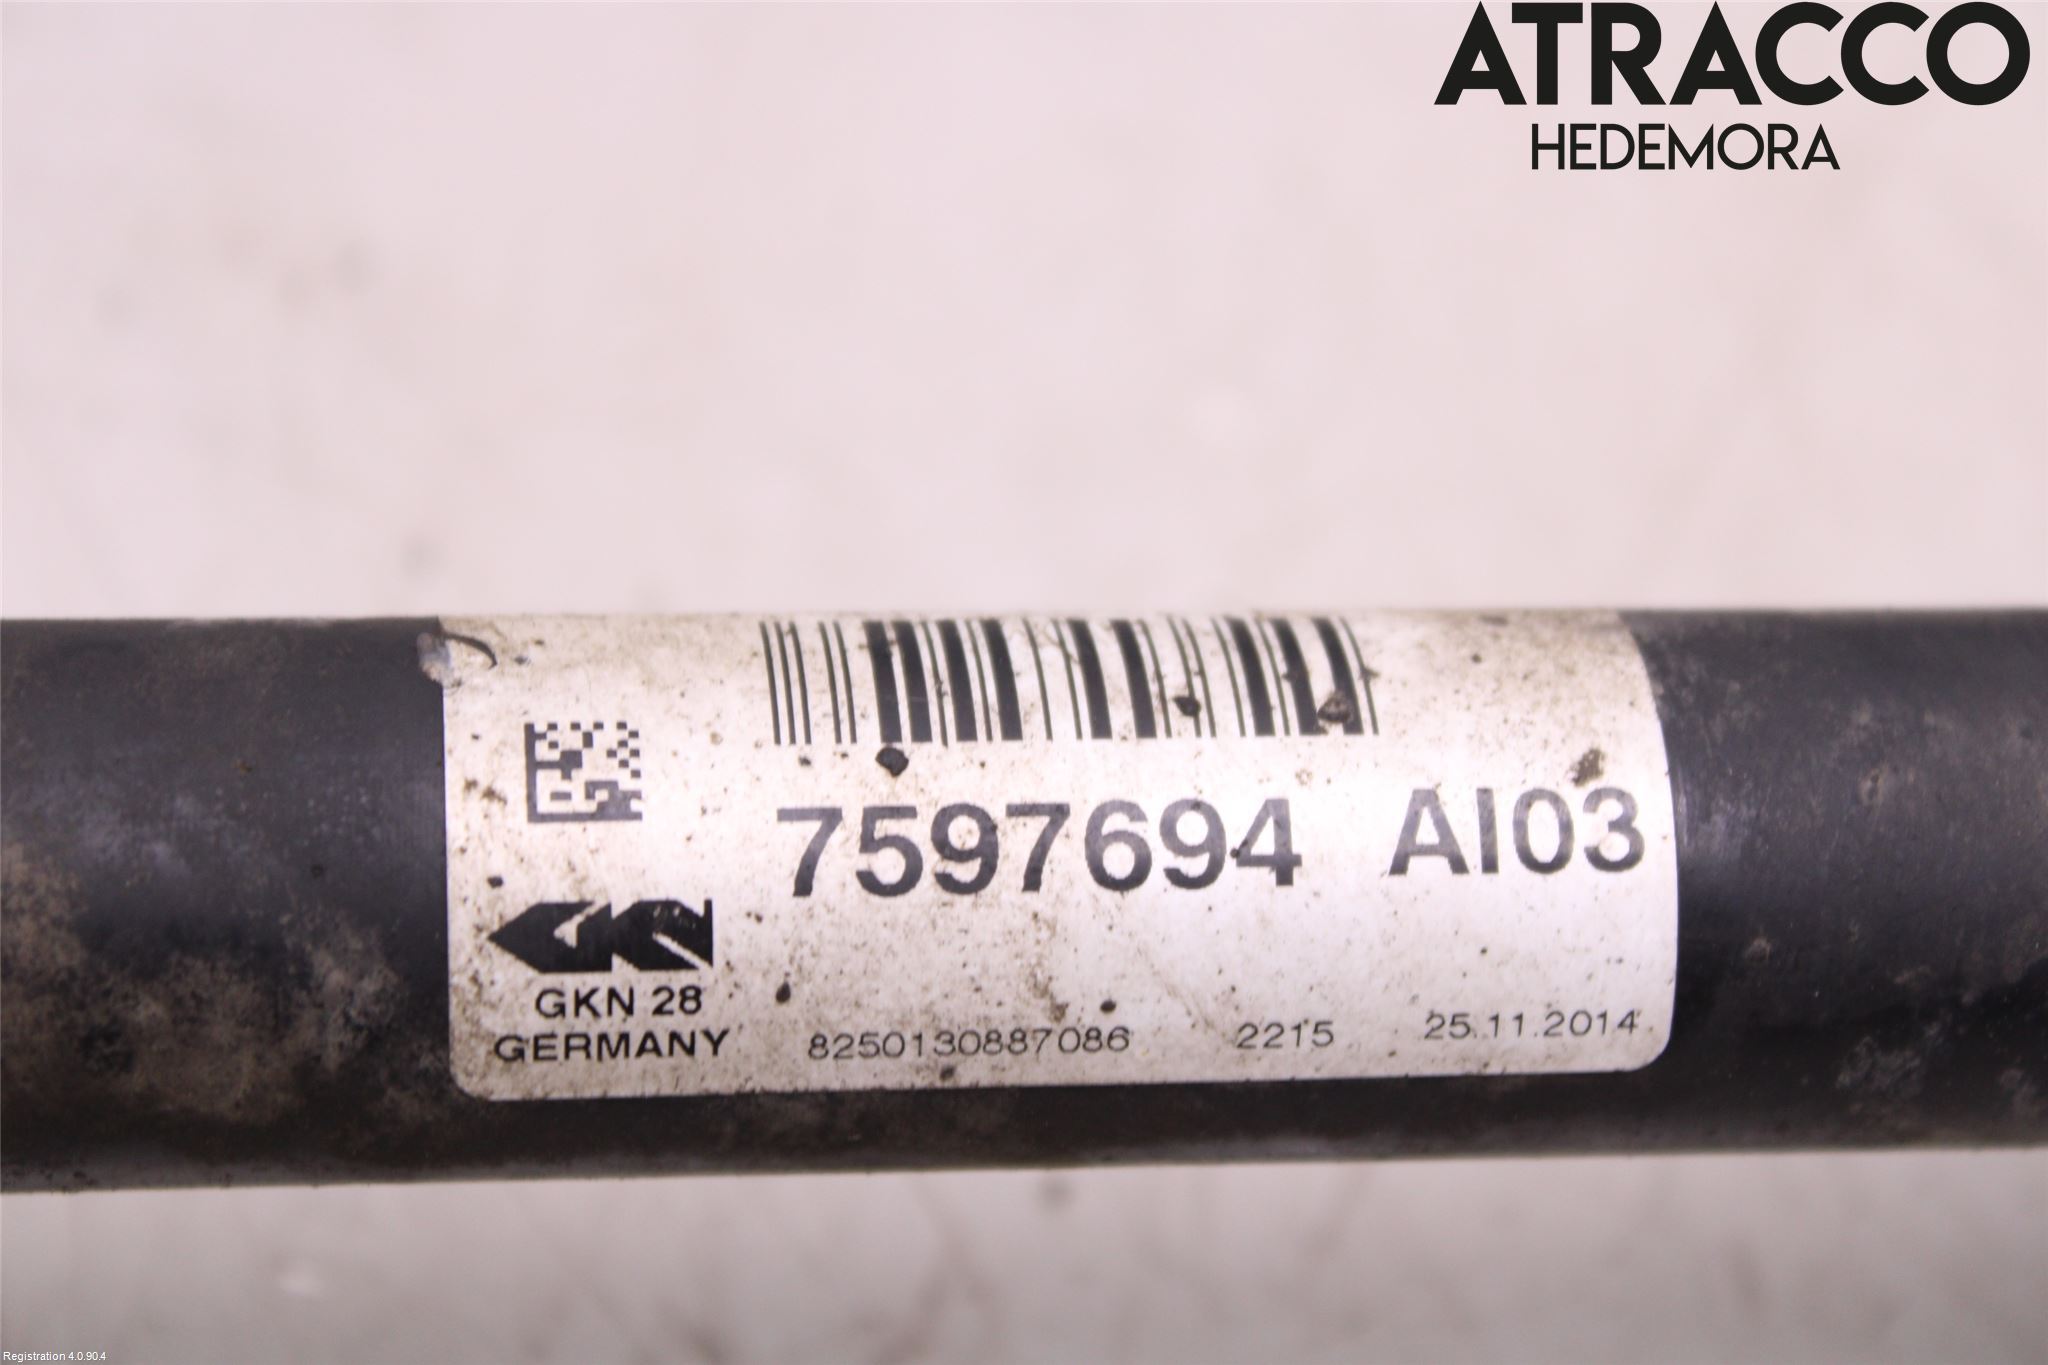 ATRACCO
HEDEMORA
7597694 AI03
GKN 28
GERMANY
8250130887086 2215 25.11.2014
Registration 4.0.90.4